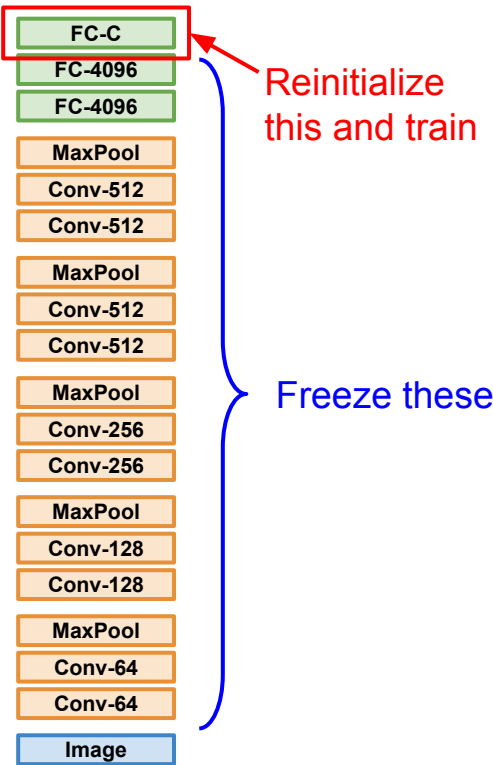 FC-C
FC-4096
FC-4096
MaxPool
Conv-512
Conv-512
MaxPool
Conv-512
Conv-512
MaxPool
Conv-256
Conv-256
MaxPool
Conv-128
Conv-128
MaxPool
Conv-64
Conv-64
Image
Reinitialize
this and train
Freeze these